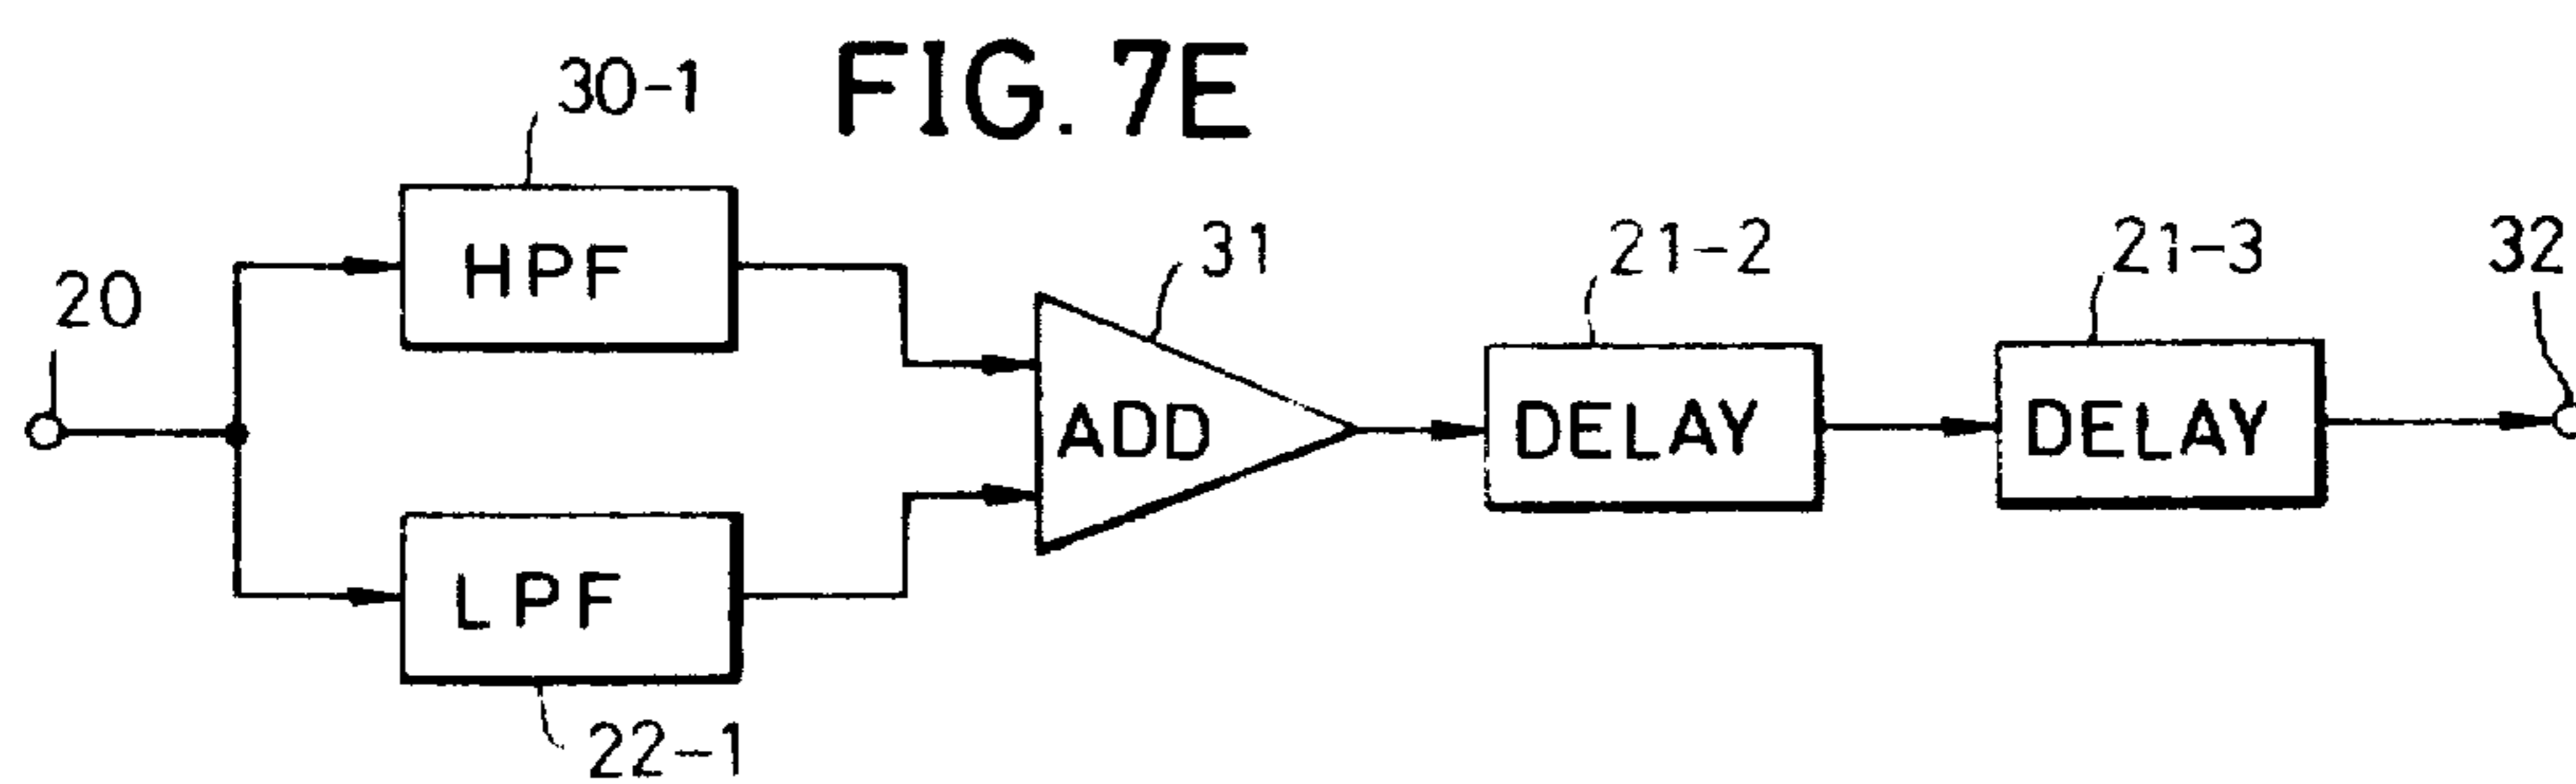 FIG. 7E
30-1
HPF
20
31
21-2
21-3
32
ADD
DELAY
DELAY
LPF
22-1